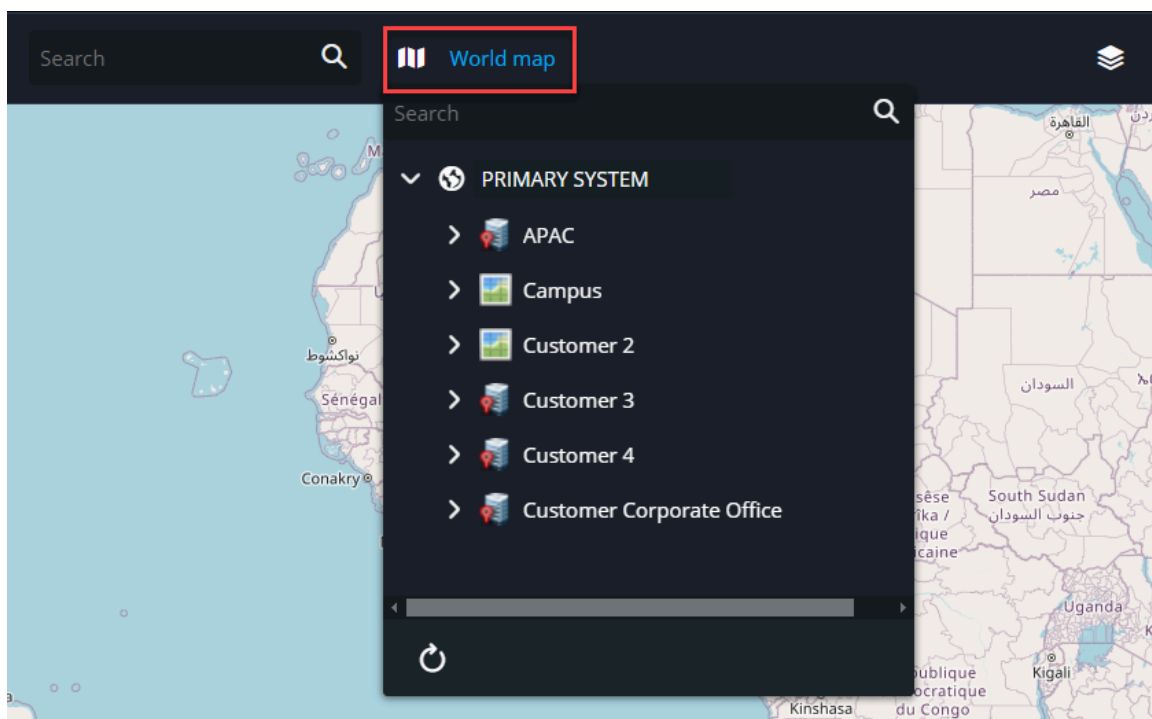 Search
World map
Search
PRIMARY SYSTEM
APAC
Campus
Customer 2
Customer 3
Customer 4
Customer Corporate Office
القاهرة
مصر
نواكشوط
Sénégal
Conakry
السودان
South Sudan
جنوب السودان
Uganda
Kigali
Kinshasa
du Congo